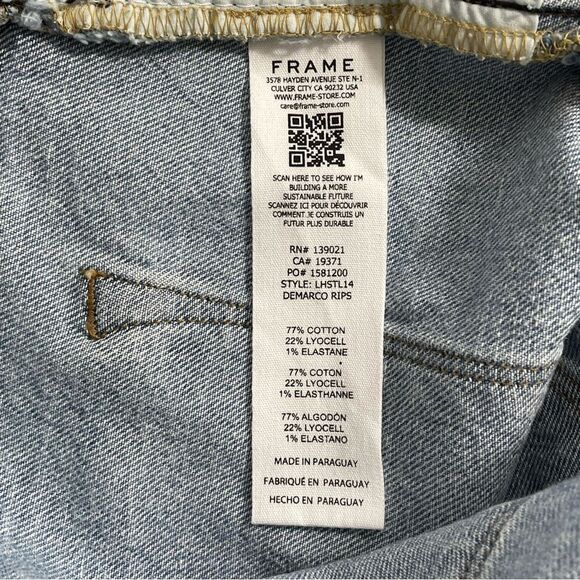 FRAME
3578 HAYDEN AVENUE STE N-1
CULVER CITY CA 90232 USA
WWW.FRAME-STORE.COM
care@frame-store.com
SCAN HERE TO SEE HOW I'M
BUILDING A MORE
SUSTAINABLE FUTURE
SCANNEZ ICI POUR DÉCOUVRIR
COMMENT JE CONSTRUIS UN
FUTUR PLUS DURABLE
RN# 139021
CA# 19371
PO# 1581200
STYLE: LHSTL14
DEMARCO RIPS
77% COTTON
22% LYOCELL
1% ELASTANE
77% COTON
22% LYOCELL
1% ELASTHANNE
77% ALGODÓN
22% LYOCELL
1% ELASTANO
MADE IN PARAGUAY
FABRIQUÉ EN PARAGUAY
HECHO EN PARAGUAY